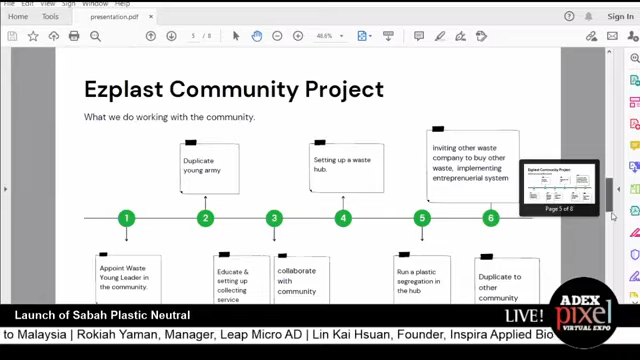 File Edit View Sign Window Help
Home
Tools
presentation.pdf
×
Sign In
5 / 8
48.6%
Ezplast Community Project
What we do working with the community.
Duplicate
young army
Setting up a waste
hub.
Inviting other waste
company to buy other
waste, implementing
entreprenuerial system
Page 5 of 8
1
2
3
4
5
6
Appoint Waste
Young Leader in
the community.
Educate &
setting up
collecting
service
collaborate
with
community
Run a plastic
segregation in
the hub
Duplicate to
other
community
Launch of Sabah Plastic Neutral
LIVE!
ADEX
pixel
VIRTUAL EXPO
to Malaysia | Rokiah Yaman, Manager, Leap Micro AD | Lin Kai Hsuan, Founder, Inspira Applied Bio